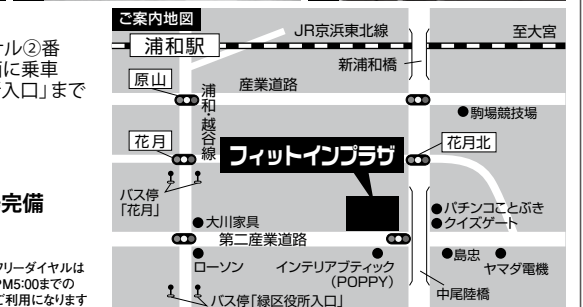 ご案内地図
JR京浜東北線
至大宮
浦和駅
ナル②番
面に乗車
所入口」まで
新浦和橋
原山
産業道路
浦和・越谷線
駒場競技場
花月
花月北
フィットインプラザ
完備
バス停
「花月」
大川家具
パチンコことぶき
クイズゲート
第二産業道路
フリーダイヤルは
PM5:00までの
ご利用になります
ローソン
インテリアブティック
(POPPY)
島忠
ヤマダ電機
中尾陸橋
バス停「緑区役所入口」